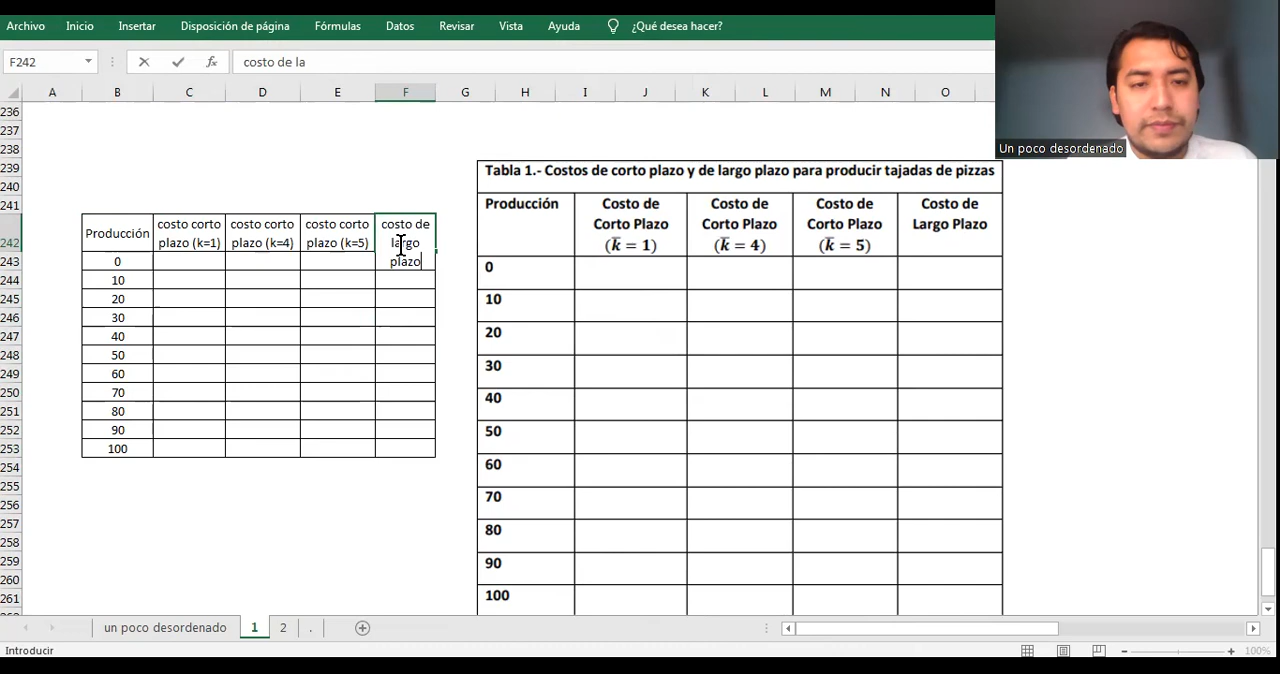 Archivo Inicio Insertar Disposición de página Fórmulas Datos Revisar Vista Ayuda ¿Qué desea hacer?
F242 fx costo de la
A B C D E F G H I J K L M N O
236
237
238
239
240
241
242
243
244
245
246
247
248
249
250
251
252
253
254
255
256
257
258
259
260
261
Producción
costo corto
plazo (k=1)
costo corto
plazo (k=4)
costo corto
plazo (k=5)
costo de
largo
plazo
0
10
20
30
40
50
60
70
80
90
100
Tabla 1.- Costos de corto plazo y de largo plazo para producir tajadas de pizzas
Producción
Costo de
Corto Plazo
(k̅ = 1)
Costo de
Corto Plazo
(k̅ = 4)
Costo de
Corto Plazo
(k̅ = 5)
Costo de
Largo Plazo
0
10
20
30
40
50
60
70
80
90
100
Un poco desordenado
un poco desordenado 1 2 .
Introducir
100%